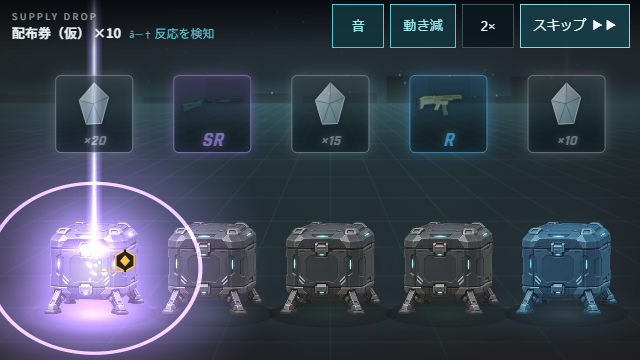 SUPPLY DROP
配布券（仮）×10 â—† 反応を検知
音
動き減
2×
スキップ ▶▶
×20
SR
×15
R
×10